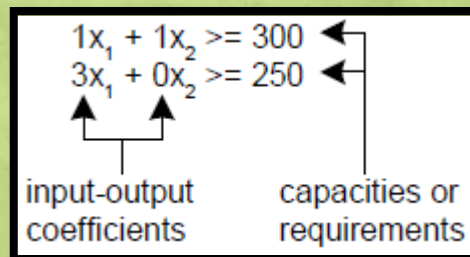 1x₁ + 1x₂ >= 300
3x₁ + 0x₂ >= 250
input-output capacities or
coefficients requirements